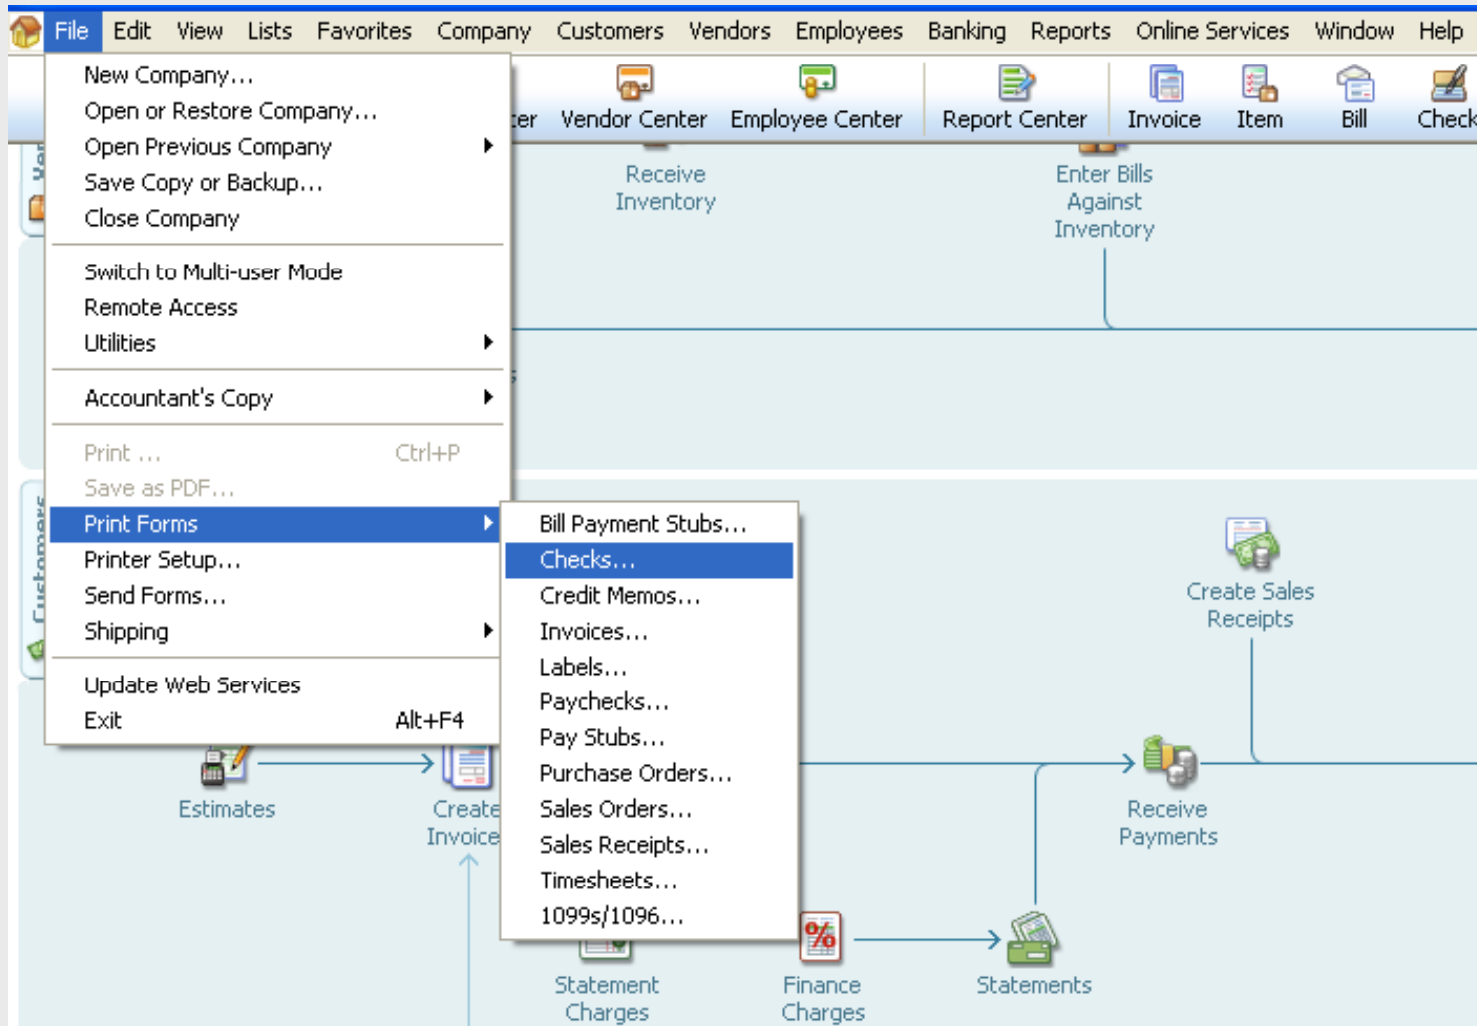 File Edit View Lists Favorites Company Customers Vendors Employees Banking Reports Online Services Window Help
Vendor Center Employee Center Report Center Invoice Item Bill Check
New Company...
Open or Restore Company...
Open Previous Company
Save Copy or Backup...
Close Company
Switch to Multi-user Mode
Remote Access
Utilities
Accountant's Copy
Print ... Ctrl+P
Save as PDF...
Print Forms
Printer Setup...
Send Forms...
Shipping
Update Web Services
Exit Alt+F4
Bill Payment Stubs...
Checks...
Credit Memos...
Invoices...
Labels...
Paychecks...
Pay Stubs...
Purchase Orders...
Sales Orders...
Sales Receipts...
Timesheets...
1099s/1096...
Receive
Inventory
Enter Bills
Against
Inventory
Customers
Create Sales
Receipts
Estimates
Create
Invoice
Receive
Payments
Statement
Charges
Finance
Charges
Statements